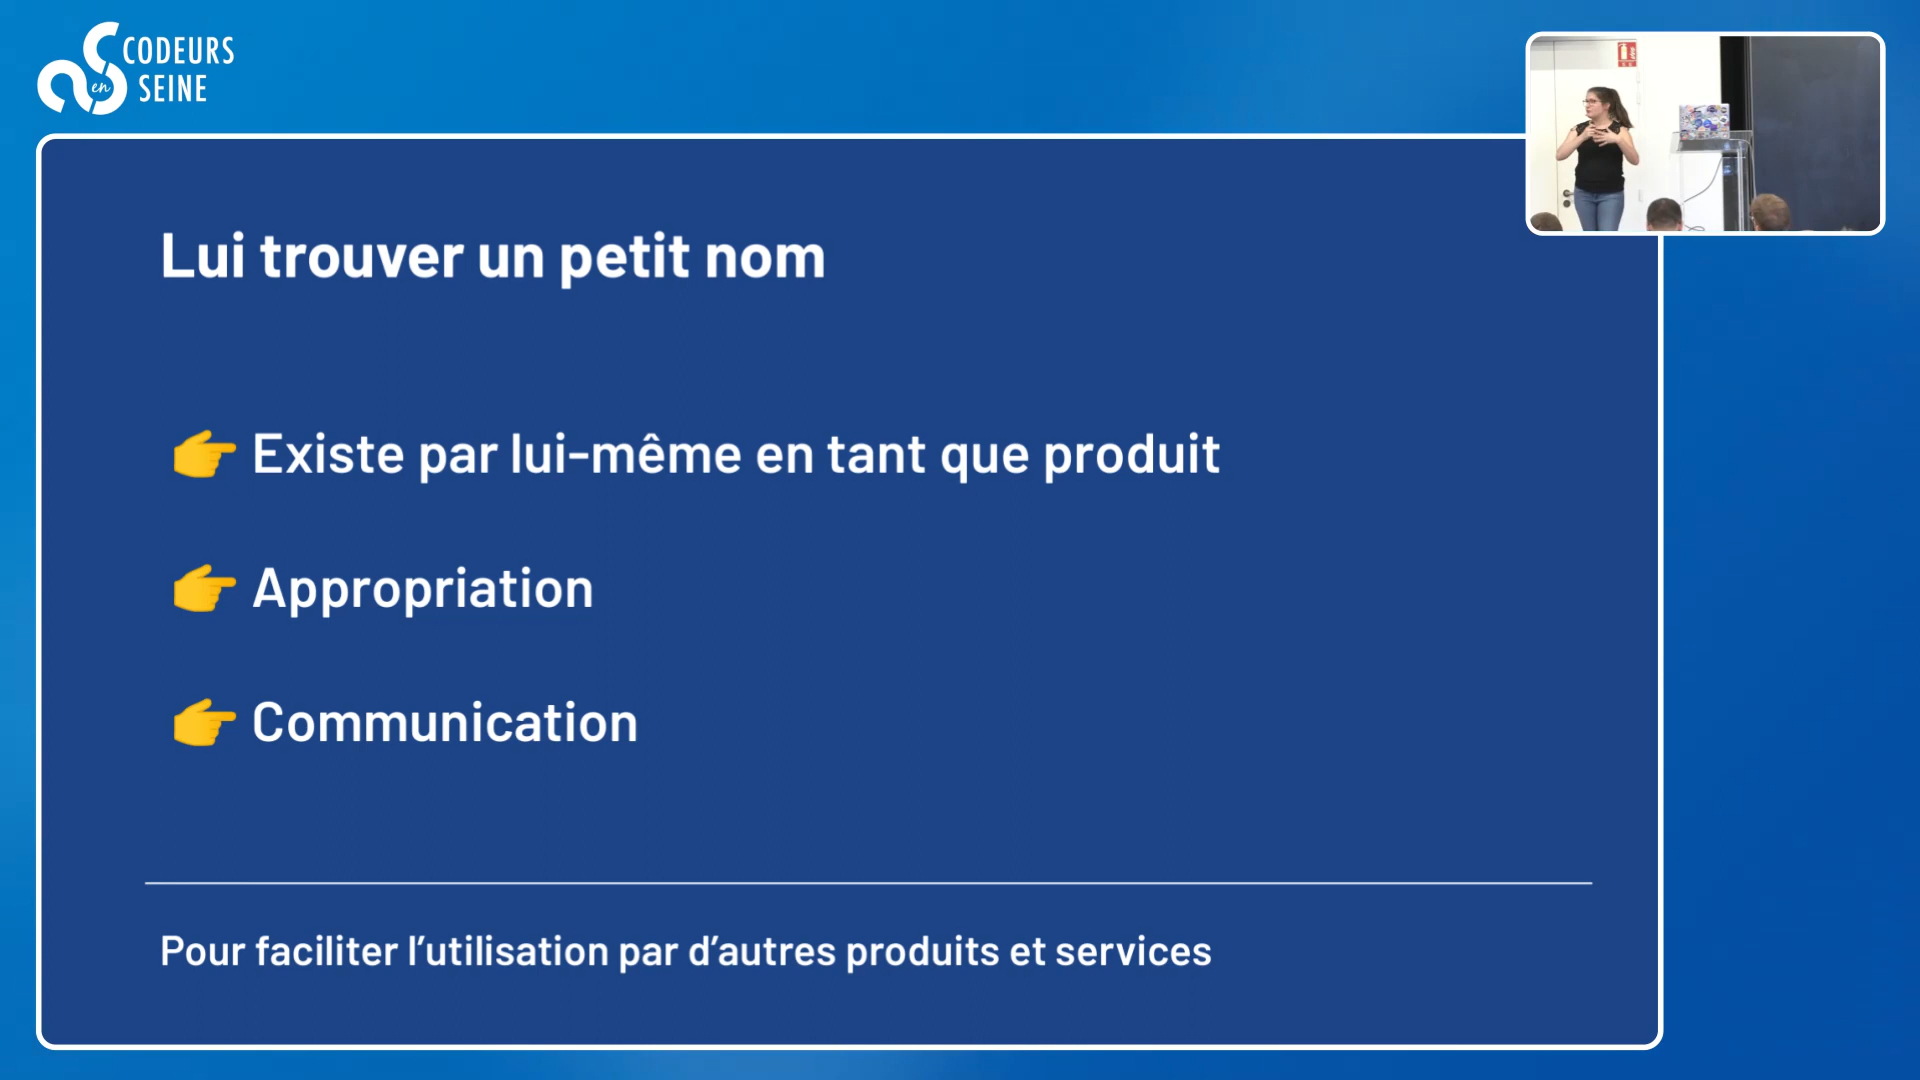 CODEURS
en
SEINE
Lui trouver un petit nom
👉 Existe par lui-même en tant que produit
👉 Appropriation
👉 Communication
Pour faciliter l’utilisation par d’autres produits et services